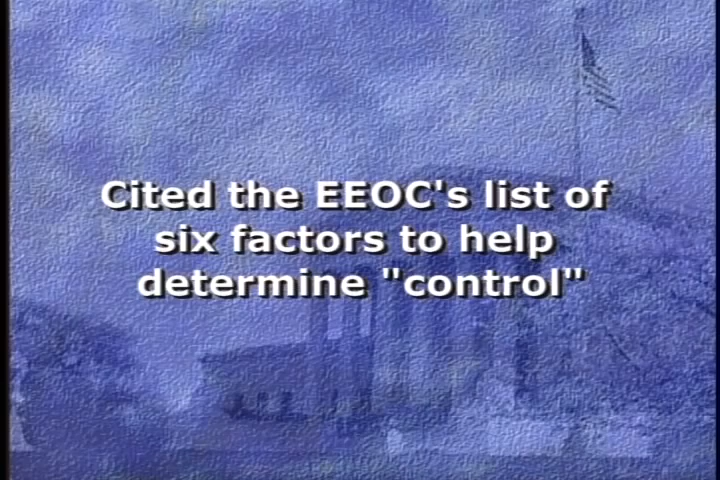 Cited the EEOC's list of
six factors to help
determine "control"